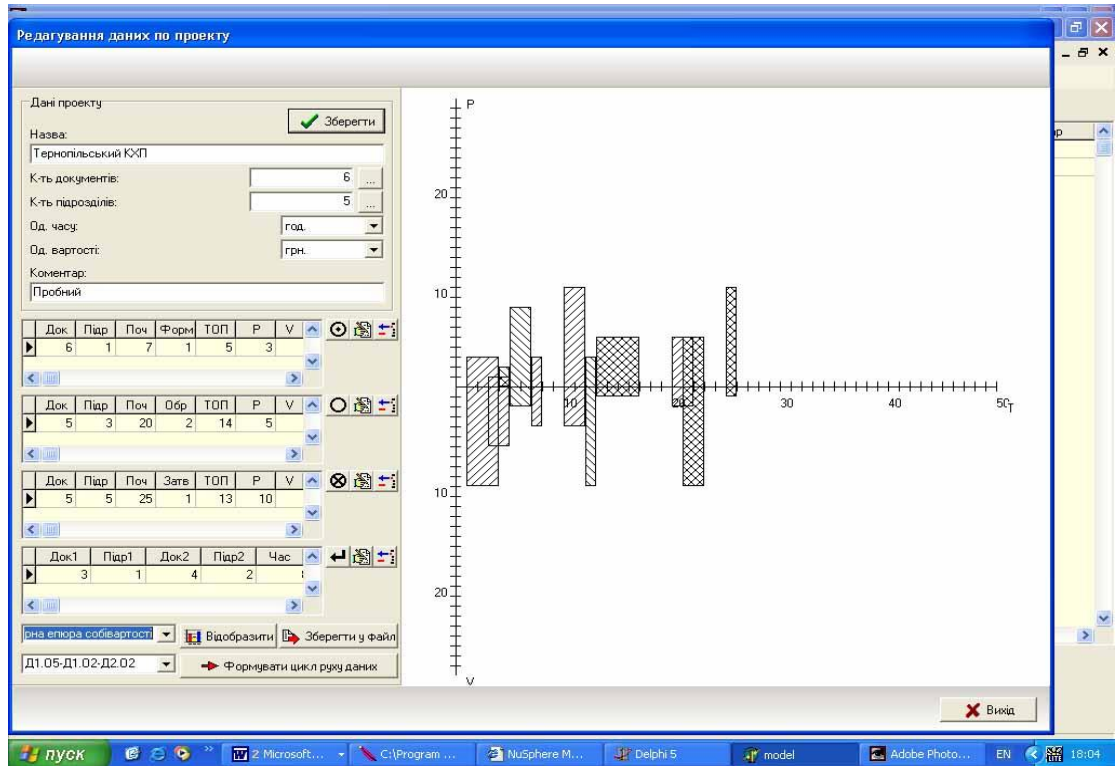 Редагування даних по проекту
Дані проекту
Зберегти
Назва:
Тернопільський КХП
К-ть документів: 6 ...
К-ть підрозділів: 5 ...
Од. часу: год.
Од. вартості: грн.
Коментар:
Пробний
Док Підр Поч Форм ТОП Р V
6 1 7 1 5 3
Док Підр Поч Обр ТОП Р V
5 3 20 2 14 5
Док Підр Поч Затв ТОП Р V
5 5 25 1 13 10
Док1 Підр1 Док2 Підр2 Час
3 1 4 2
рна епюра собівартості Відобразити Зберегти у файл
Д1.05-Д1.02-Д2.02 Формувати цикл руху даних
P
20
10
10 20 30 40 50 T
10
20
V
Вихід
пуск
2 Microsoft...
C:\Program ...
NuSphere M...
Delphi 5
model
Adobe Photo...
EN
18:04